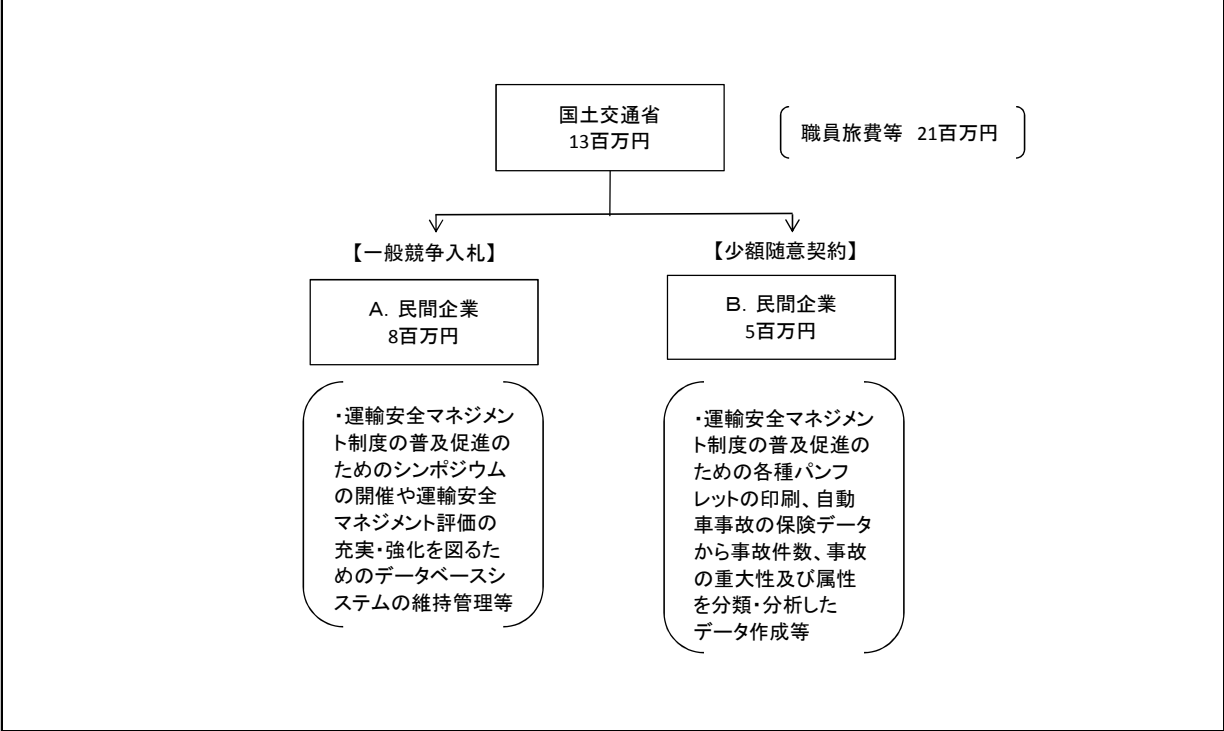 国土交通省
13百万円
職員旅費等 21百万円
【一般競争入札】
【少額随意契約】
A．民間企業
8百万円
B．民間企業
5百万円
・運輸安全マネジメン
ト制度の普及促進の
ためのシンポジウム
の開催や運輸安全
マネジメント評価の
充実・強化を図るた
めのデータベースシ
ステムの維持管理等
・運輸安全マネジメン
ト制度の普及促進の
ための各種パンフ
レットの印刷、自動
車事故の保険データ
から事故件数、事故
の重大性及び属性
を分類・分析した
データ作成等